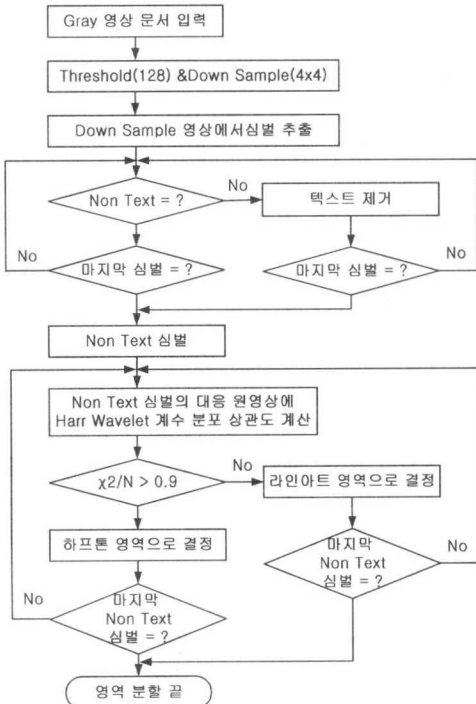 Gray 영상 문서 입력
Threshold(128) &Down Sample(4x4)
Down Sample 영상에서심벌 추출
Non Text = ?
No
텍스트 제거
No
마지막 심벌 = ?
마지막 심벌 = ?
No
Non Text 심벌
Non Text 심벌의 대응 원영상에
Harr Wavelet 계수 분포 상관도 계산
χ2/N > 0.9
No
라인아트 영역으로 결정
하프톤 영역으로 결정
마지막
Non Text
심벌 = ?
No
No
마지막
Non Text
심벌 = ?
영역 분할 끝